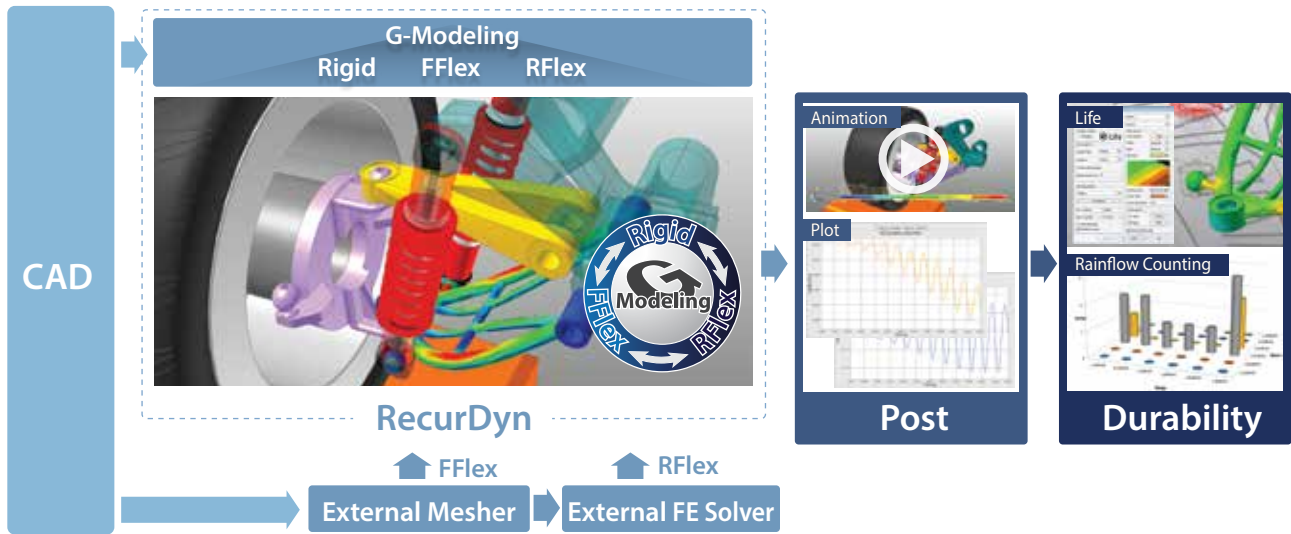 CAD
G-Modeling
Rigid FFlex RFlex
Rigid
G
Modeling
FFlex
RFlex
RecurDyn
FFlex
RFlex
External Mesher
External FE Solver
Animation
Plot
Post
Life
Rainflow Counting
Durability